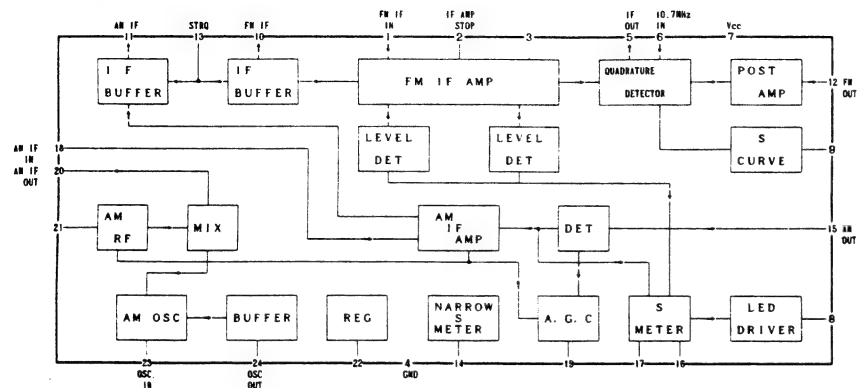 AM IF
11
STRQ
13
FM IF
10
FM IF
IN
1
IF AMP
STOP
2
3
IF
OUT
5
10.7MHz
IN
6
Vcc
7
IF
BUFFER
IF
BUFFER
FM IF AMP
QUADRATURE
DETECTOR
POST
AMP
12 FM
OUT
LEVEL
DET
LEVEL
DET
S
CURVE
9
AM IF
IN
18
AM IF
OUT
20
21
AM
RF
MIX
AM
IF
AMP
DET
15 AM
OUT
AM OSC
BUFFER
REG
NARROW
S
METER
A.G.C
S
METER
LED
DRIVER
8
23
OSC.
IN
24
OSC
OUT
22
4
GND
14
19
17
16